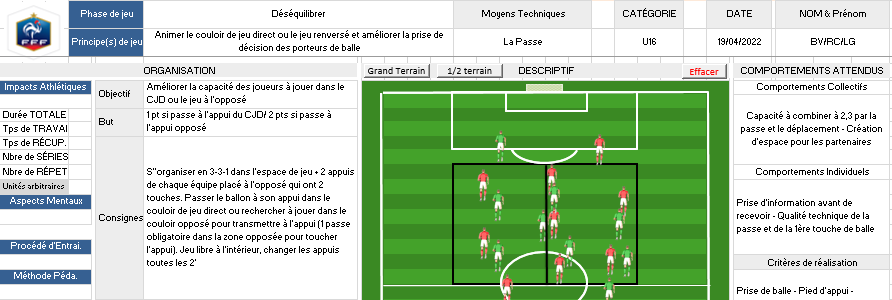 Phase de jeu
Déséquilibrer
Moyens Techniques
CATÉGORIE
DATE
NOM & Prénom
FFF
Principe(s) de jeu
Animer le couloir de jeu direct ou le jeu renversé et améliorer la prise de
décision des porteurs de balle
La Passe
U16
19/04/2022
BV/RC/LG
ORGANISATION
Grand Terrain
1/2 terrain
DESCRIPTIF
Effacer
COMPORTEMENTS ATTENDUS
Impacts Athlétiques
Durée TOTALE
Tps de TRAVAI
Tps de RÉCUP.
Nbre de SÉRIES
Nbre de RÉPET
Unités arbitraires
Aspects Mentaux
Procédé d'Entrai.
Méthode Péda.
Objectif
Améliorer la capacité des joueurs à jouer dans le
CJD ou le jeu à l'opposé
But
1 pt si passe à l'appui du CJD/ 2 pts si passe à
l'appui opposé
Consignes
S''organiser en 3-3-1 dans l'espace de jeu + 2 appuis
de chaque équipe placé à l'opposé qui ont 2
touches. Passer le ballon à son appui dans le
couloir de jeu direct ou rechercher à jouer dans le
couloir opposé pour transmettre à l'appui (1 passe
obligatoire dans la zone opposée pour toucher
l'appui). Jeu libre à l'intérieur, changer les appuis
toutes les 2'
Comportements Collectifs
Capacité à combiner à 2,3 par la
passe et le déplacement - Création
d'espace pour les partenaires
Comportements Individuels
Prise d'information avant de
recevoir - Qualité technique de la
passe et de la 1ère touche de balle
Critères de réalisation
Prise de balle - Pied d'appui -